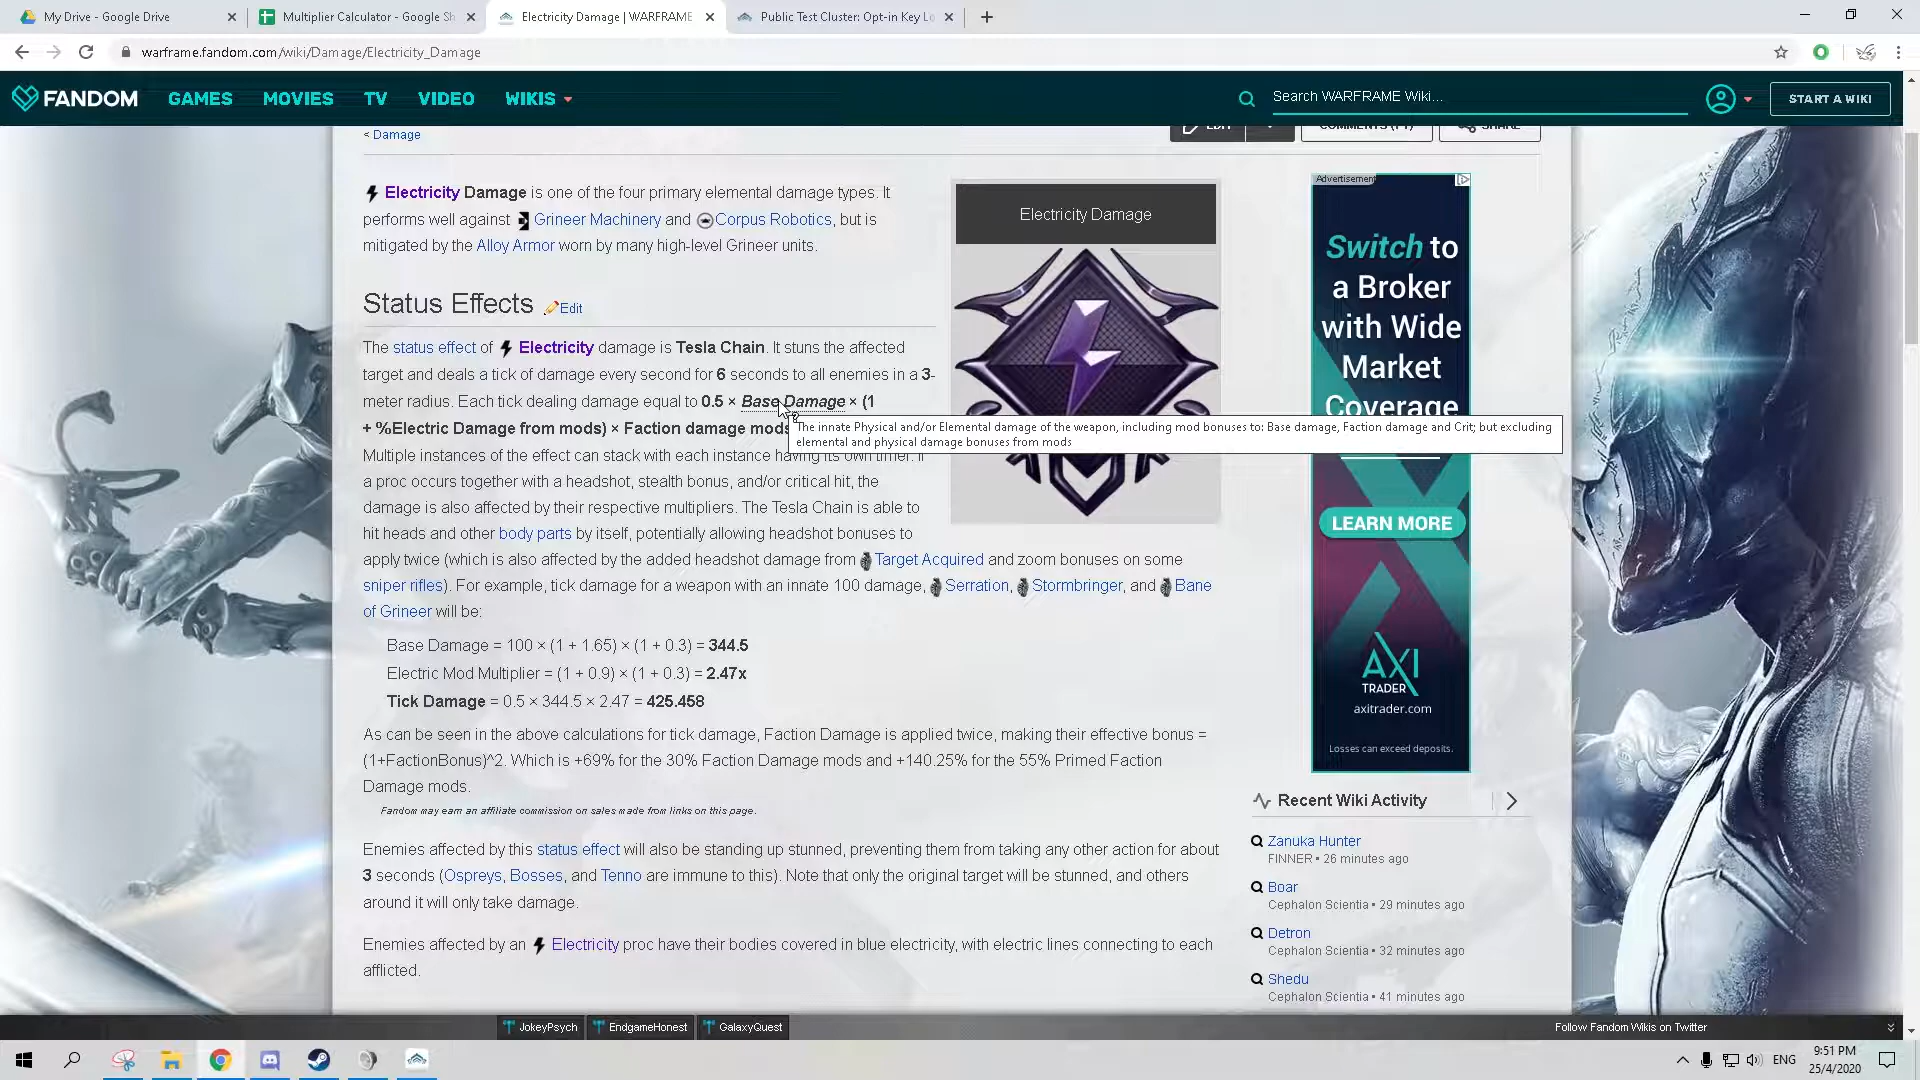 My Drive - Google Drive
Multiplier Calculator - Google Sh
Electricity Damage | WARFRAME
Public Test Cluster: Opt-in Key Lo
warframe.fandom.com/wiki/Damage/Electricity_Damage
FANDOM GAMES MOVIES TV VIDEO WIKIS
Search WARFRAME Wiki...
START A WIKI
< Damage
EDIT
SHARE
Electricity Damage is one of the four primary elemental damage types. It
performs well against Grineer Machinery and Corpus Robotics, but is
mitigated by the Alloy Armor worn by many high-level Grineer units.
Electricity Damage
Status Effects Edit
The status effect of Electricity damage is Tesla Chain. It stuns the affected
target and deals a tick of damage every second for 6 seconds to all enemies in a 3-
meter radius. Each tick dealing damage equal to 0.5 × Base Damage × (1
+ %Electric Damage from mods) × Faction damage mods
The innate Physical and/or Elemental damage of the weapon, including mod bonuses to: Base damage, Faction damage and Crit; but excluding
elemental and physical damage bonuses from mods
Multiple instances of the effect can stack with each instance having its own timer. If
a proc occurs together with a headshot, stealth bonus, and/or critical hit, the
damage is also affected by their respective multipliers. The Tesla Chain is able to
hit heads and other body parts by itself, potentially allowing headshot bonuses to
apply twice (which is also affected by the added headshot damage from Target Acquired and zoom bonuses on some
sniper rifles). For example, tick damage for a weapon with an innate 100 damage, Serration, Stormbringer, and Bane
of Grineer will be:
Base Damage = 100 × (1 + 1.65) × (1 + 0.3) = 344.5
Electric Mod Multiplier = (1 + 0.9) × (1 + 0.3) = 2.47x
Tick Damage = 0.5 × 344.5 × 2.47 = 425.458
As can be seen in the above calculations for tick damage, Faction Damage is applied twice, making their effective bonus =
(1+FactionBonus)^2. Which is +69% for the 30% Faction Damage mods and +140.25% for the 55% Primed Faction
Damage mods.
Fandom may earn an affiliate commission on sales made from links on this page.
Enemies affected by this status effect will also be standing up stunned, preventing them from taking any other action for about
3 seconds (Ospreys, Bosses, and Tenno are immune to this). Note that only the original target will be stunned, and others
around it will only take damage.
Enemies affected by an Electricity proc have their bodies covered in blue electricity, with electric lines connecting to each
afflicted.
Advertisement
Switch to
a Broker
with Wide
Market
Coverage
LEARN MORE
AXI
TRADER
axitrader.com
Losses can exceed deposits.
Recent Wiki Activity
Zanuka Hunter
FINNER • 26 minutes ago
Boar
Cephalon Scientia • 29 minutes ago
Detron
Cephalon Scientia • 32 minutes ago
Shedu
Cephalon Scientia • 41 minutes ago
JokeyPsych
EndgameHonest
GalaxyQuest
Follow Fandom Wikis on Twitter
ENG
9:51 PM
25/4/2020